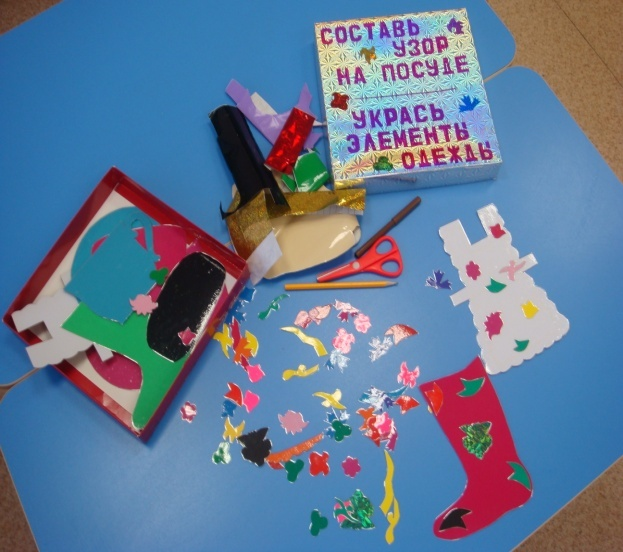 СОСТАВЬ
УЗОР
НА ПОСУДЕ
УКРАСЬ
ЭЛЕМЕНТЫ
ОДЕЖДЫ